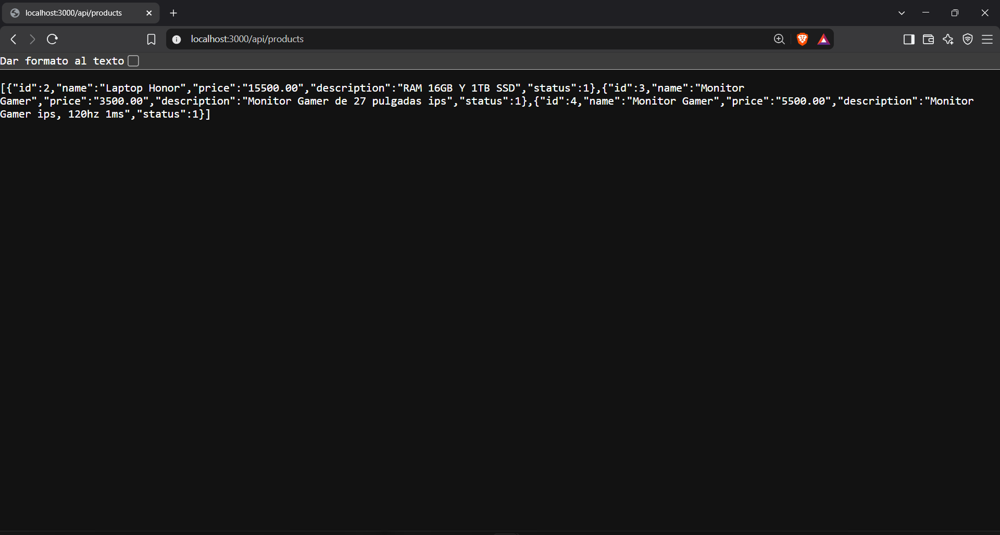 localhost:3000/api/products
localhost:3000/api/products
Dar formato al texto
[{"id":2,"name":"Laptop Honor","price":"15500.00","description":"RAM 16GB Y 1TB SSD","status":1},{"id":3,"name":"Monitor
Gamer","price":"3500.00","description":"Monitor Gamer de 27 pulgadas ips","status":1},{"id":4,"name":"Monitor Gamer","price":"5500.00","description":"Monitor
Gamer ips, 120hz 1ms","status":1}]